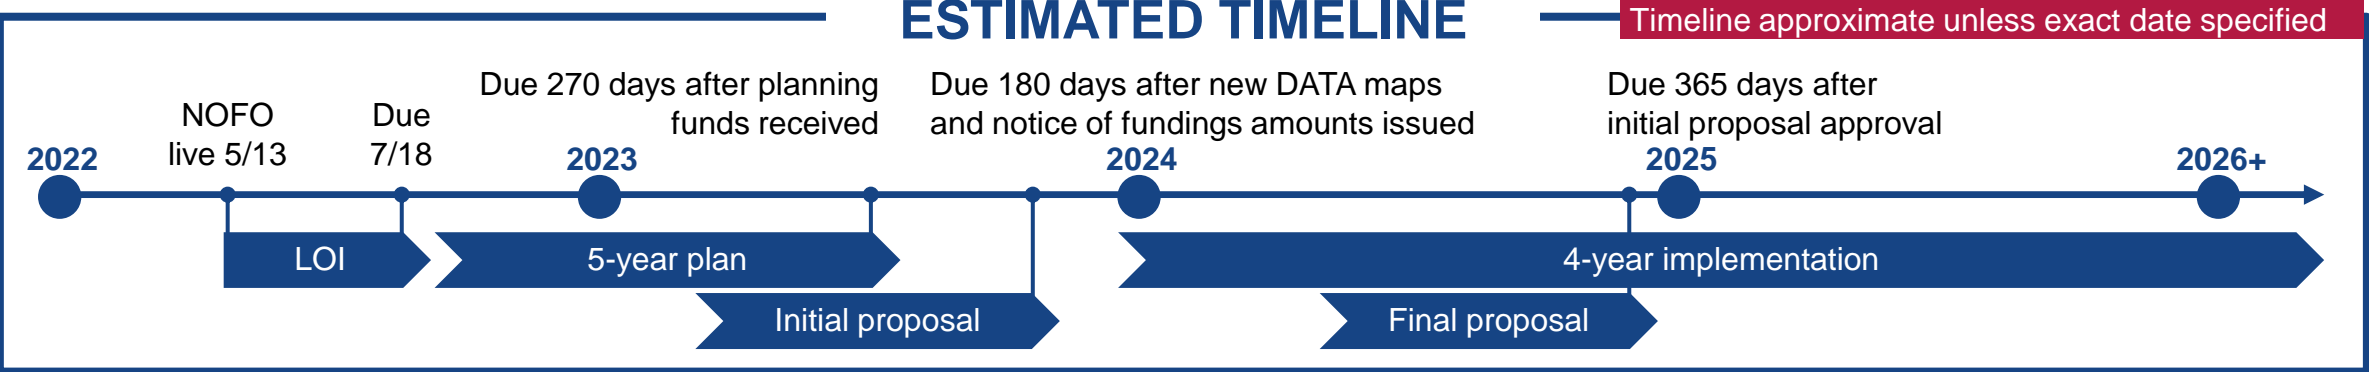 ESTIMATED TIMELINE
Timeline approximate unless exact date specified
NOFO
live 5/13
Due
7/18
Due 270 days after planning
funds received
Due 180 days after new DATA maps
and notice of fundings amounts issued
Due 365 days after
initial proposal approval
2022
2023
2024
2025
2026+
LOI
5-year plan
4-year implementation
Initial proposal
Final proposal